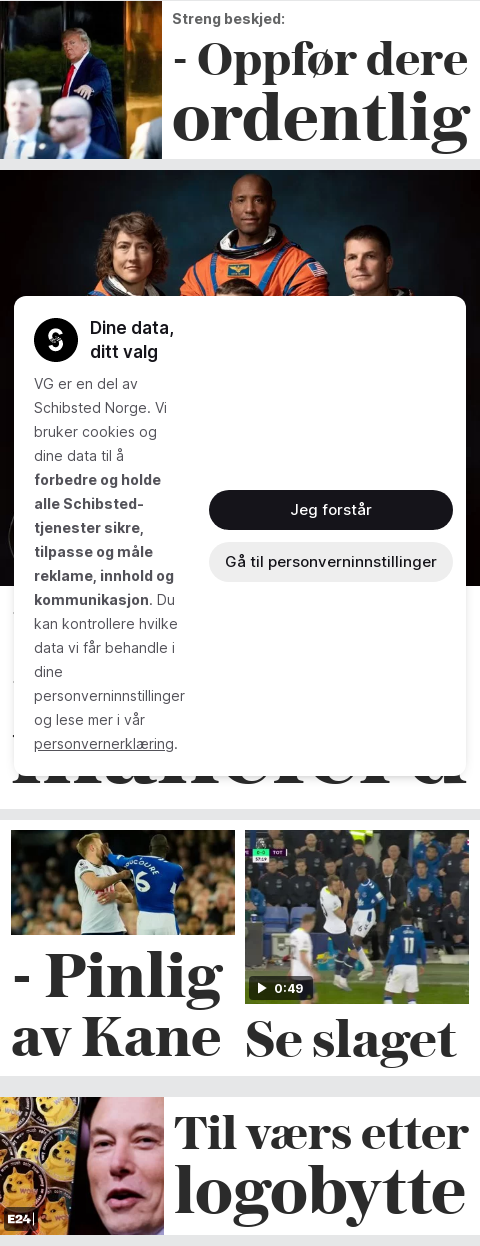 Streng beskjed:
- Oppfør dere
ordentlig
Dine data,
ditt valg
VG er en del av
Schibsted Norge. Vi
bruker cookies og
dine data til å
forbedre og holde
alle Schibsted-
tjenester sikre,
tilpasse og måle
reklame, innhold og
kommunikasjon. Du
kan kontrollere hvilke
data vi får behandle i
dine
personverninnstillinger
og lese mer i vår
personvernerklæring.
Jeg forstår
Gå til personverninnstillinger
- Pinlig
av Kane
0:49
Se slaget
E24
Til værs etter
logobytte